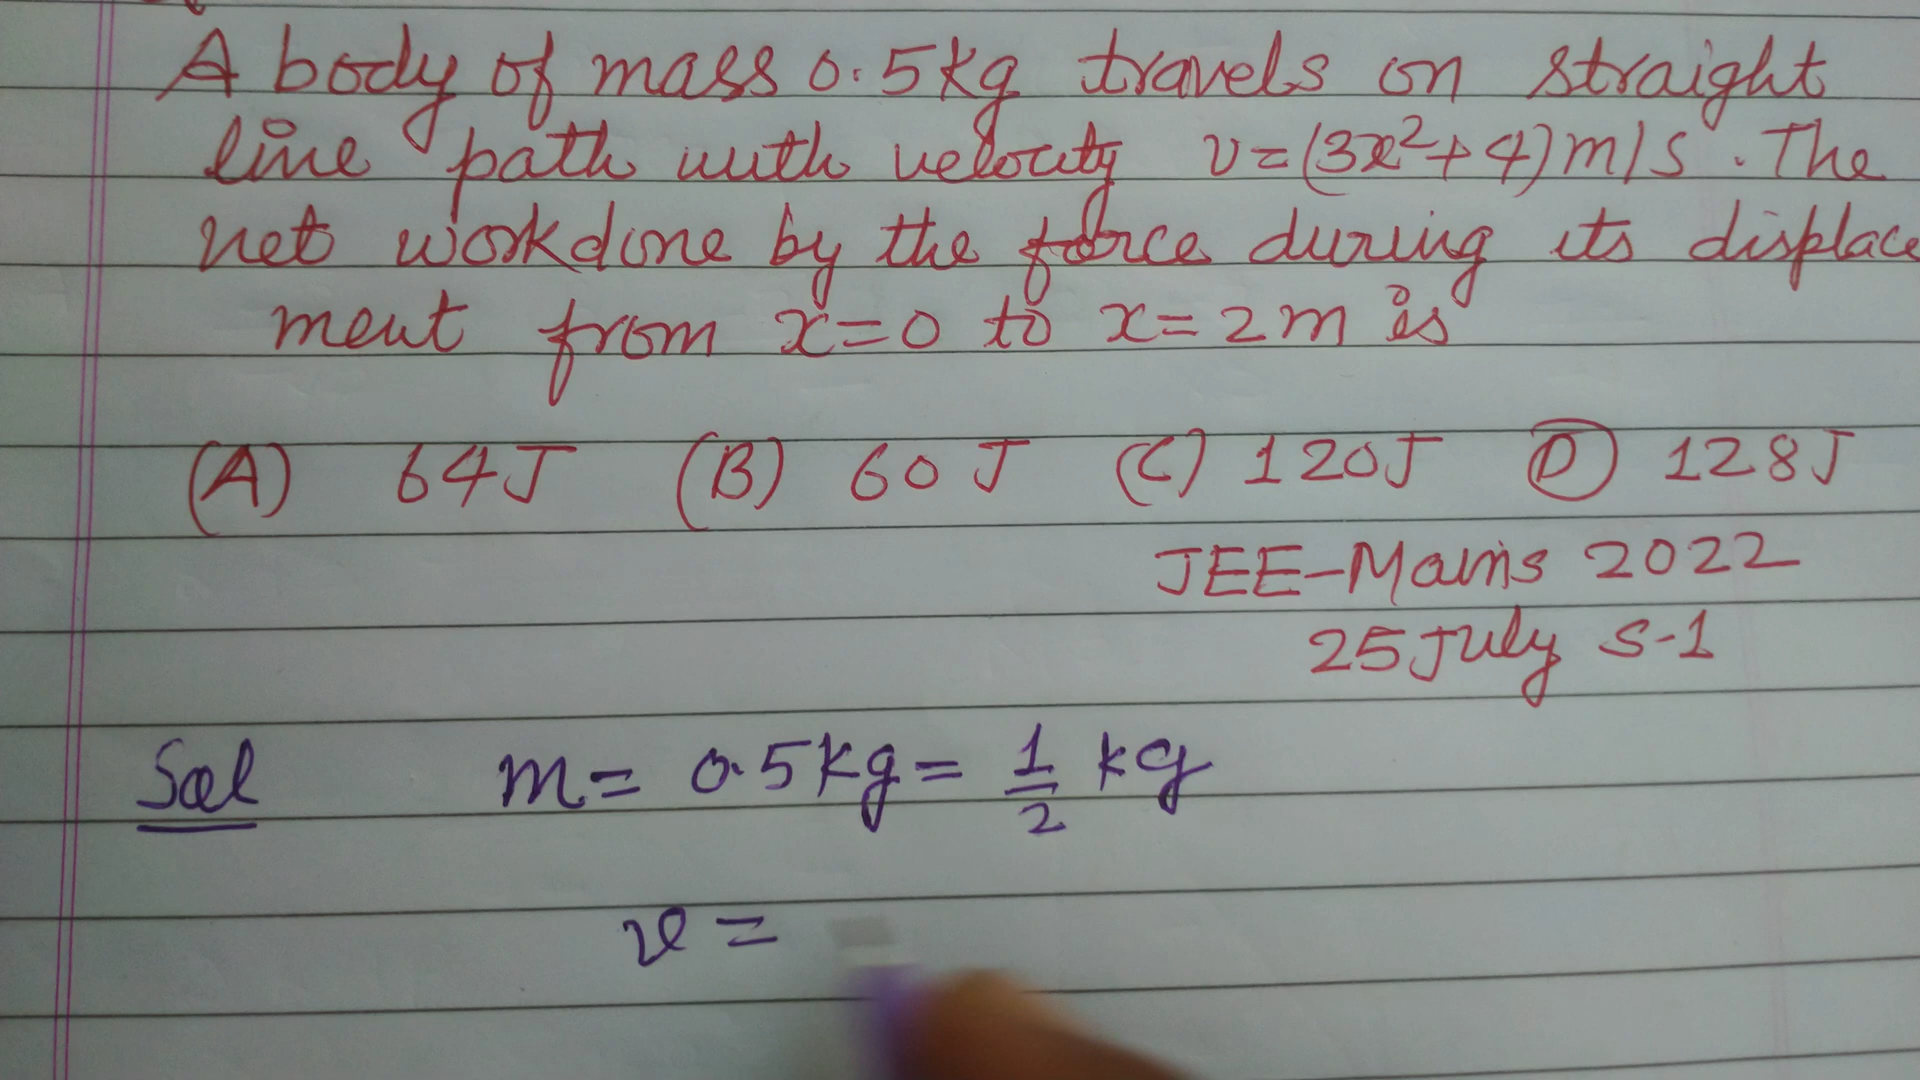 A body of mass 0.5kg travels on straight
line path with velocity v=(3x²+4)m/s. The
net workdone by the force during its displace
ment from x=0 to x=2m is
(A) 64J (B) 60J (C) 120J (D) 128J
JEE-Mains 2022
25 July S-1
Sol m= 0.5kg= 1/2 kg
v =